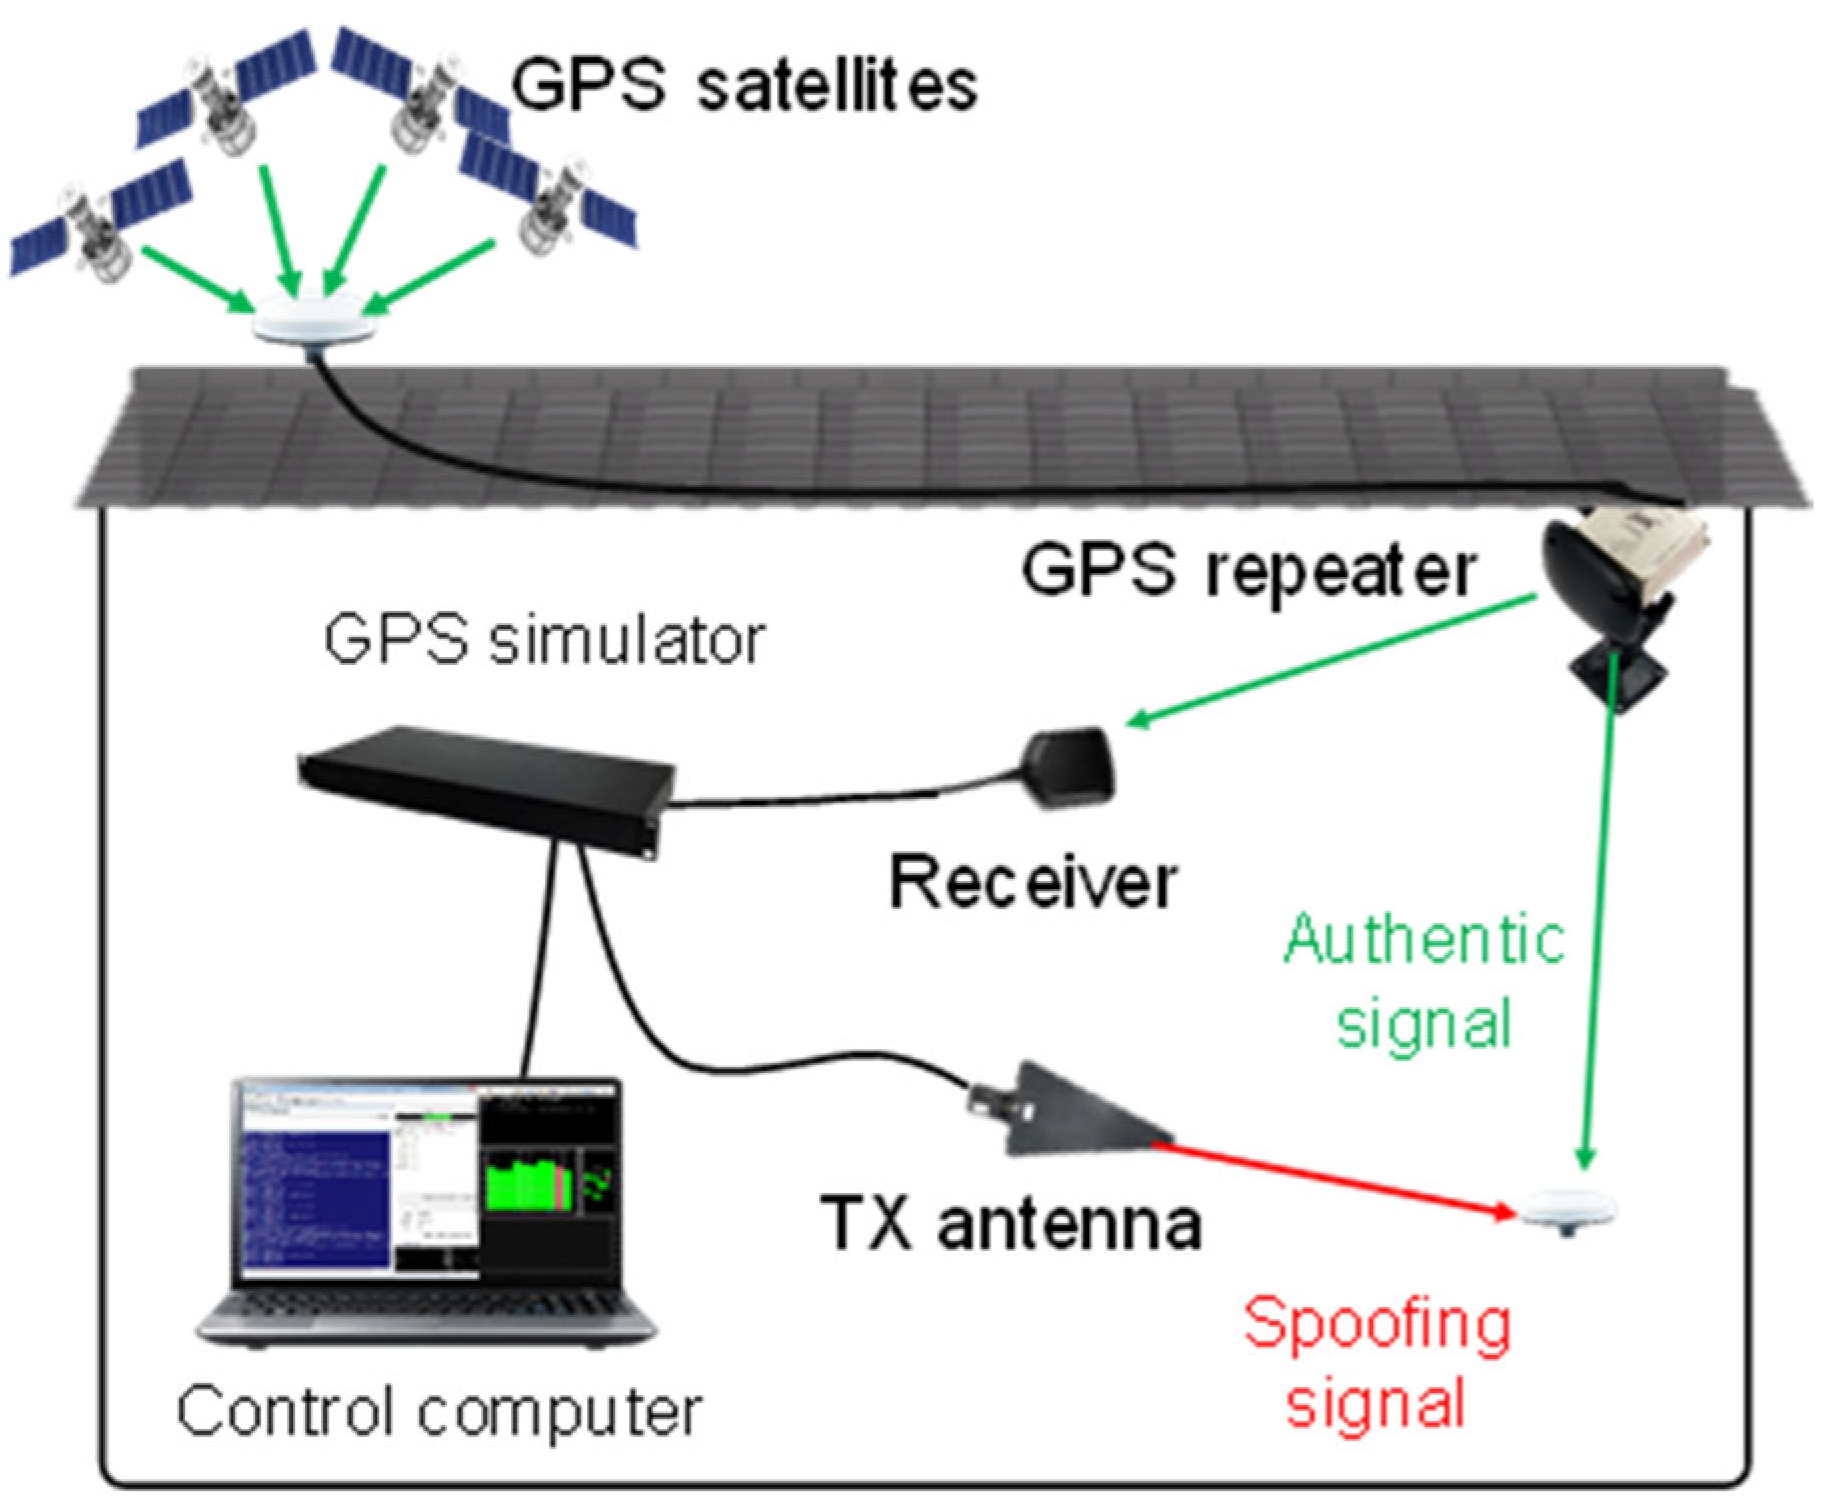 GPS satellites
GPS repeater
GPS simulator
Receiver
Authentic
signal
TX antenna
Spoofing
signal
Control computer